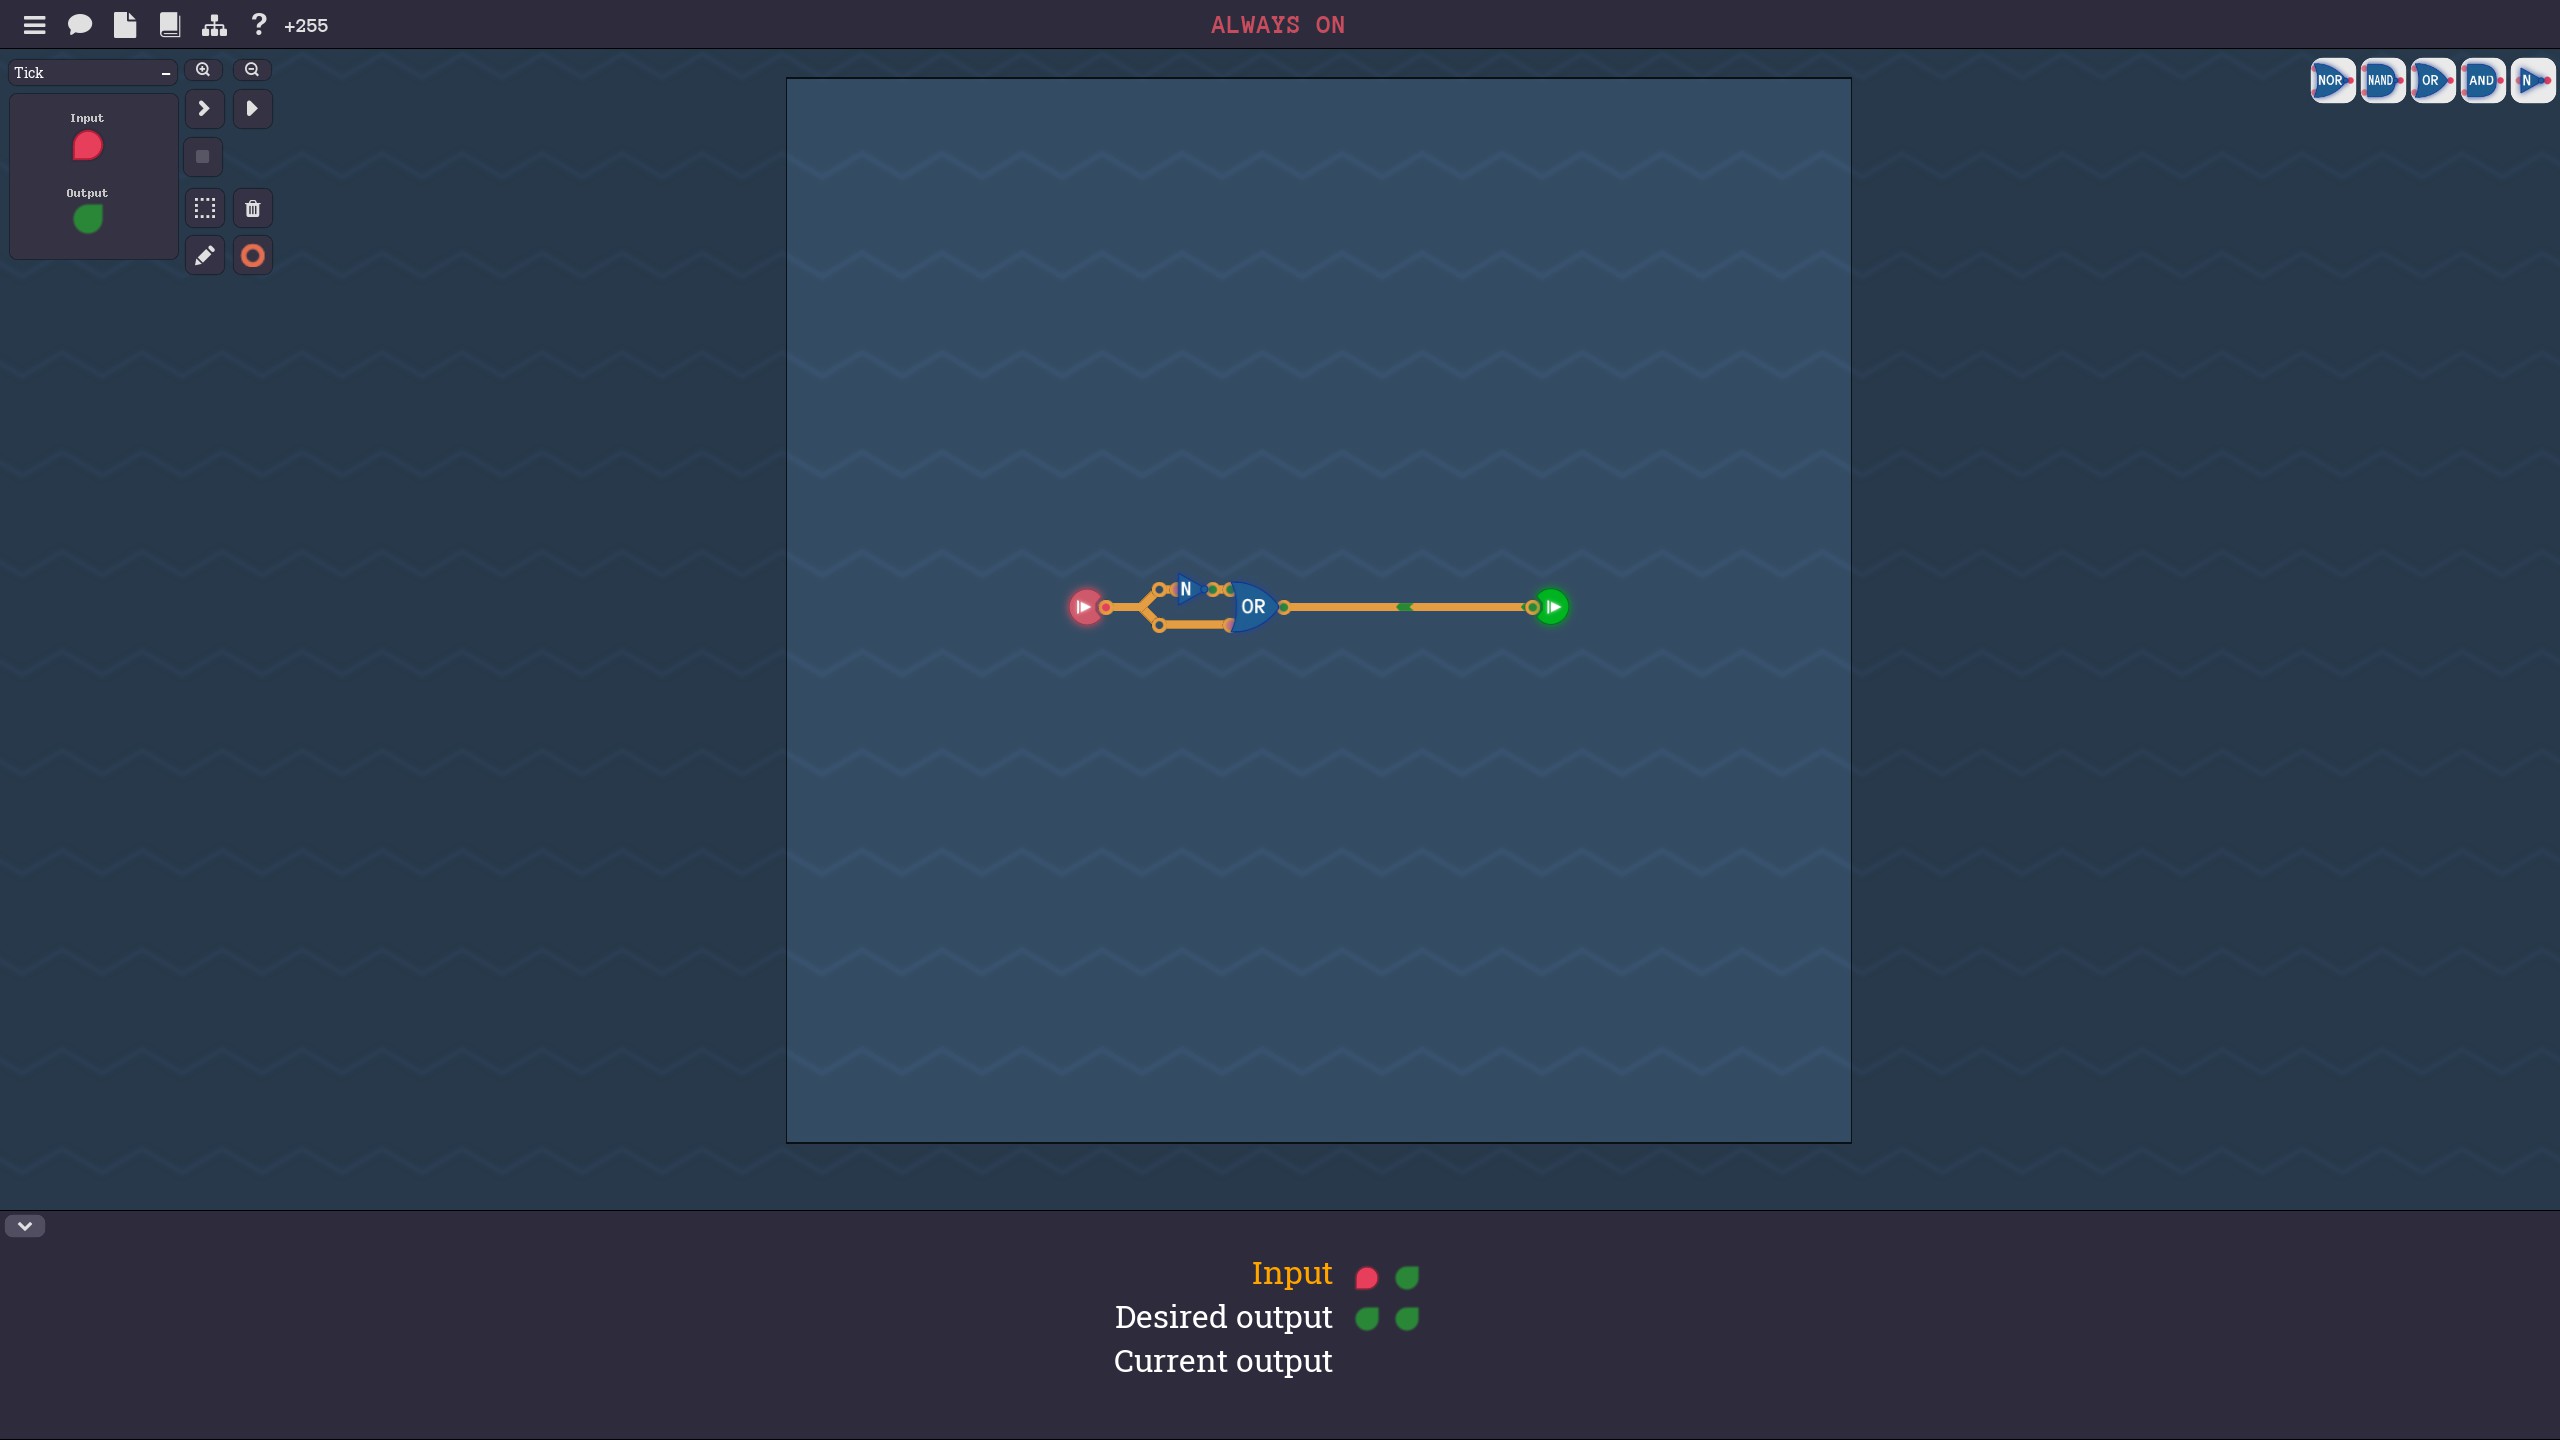 ? +255
ALWAYS ON
Tick
Input
Output
NOR
NAND
OR
AND
N
N
OR
Input
Desired output
Current output